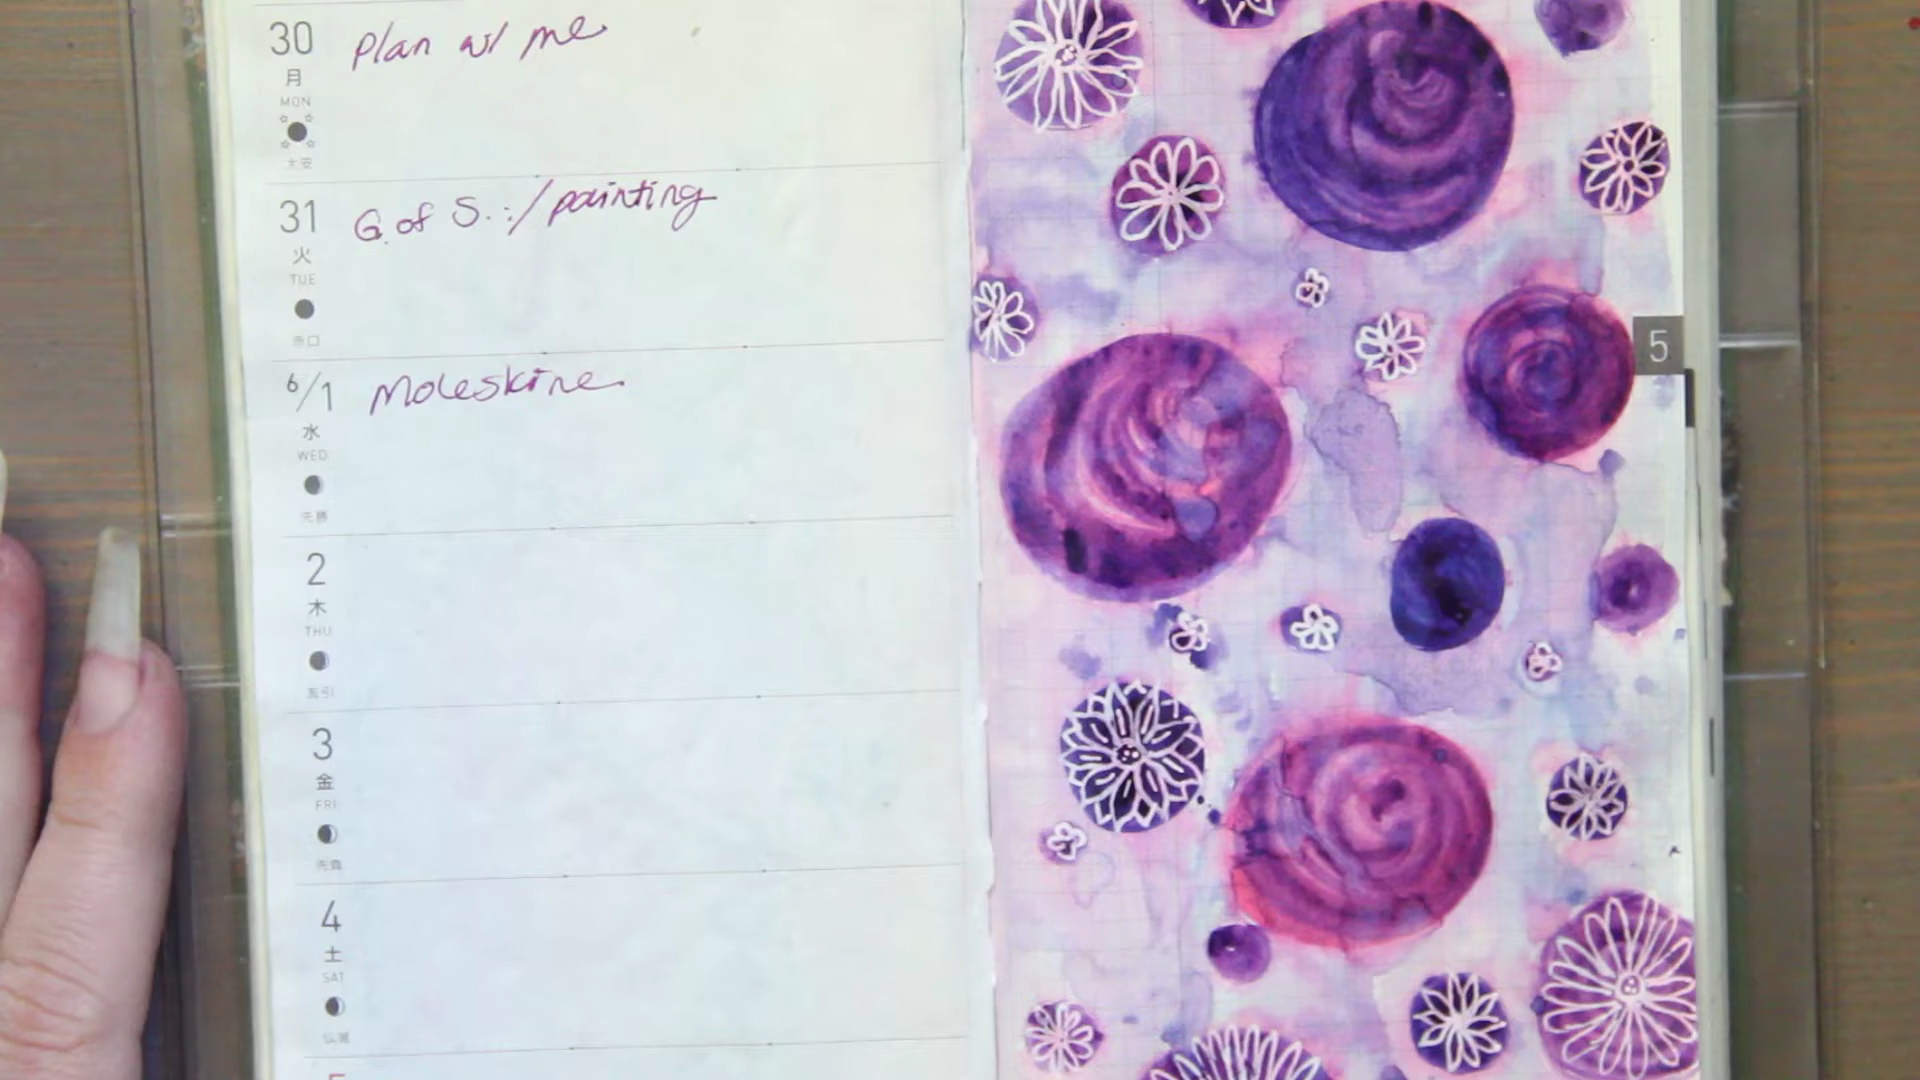 30
plan w/ me
月
MON
大安
31
G. of S. :/ painting
火
TUE
赤口
5
6/1
Moleskine.
水
WED
先勝
2
木
THU
友引
3
金
FRI
先負
4
土
SAT
仏滅